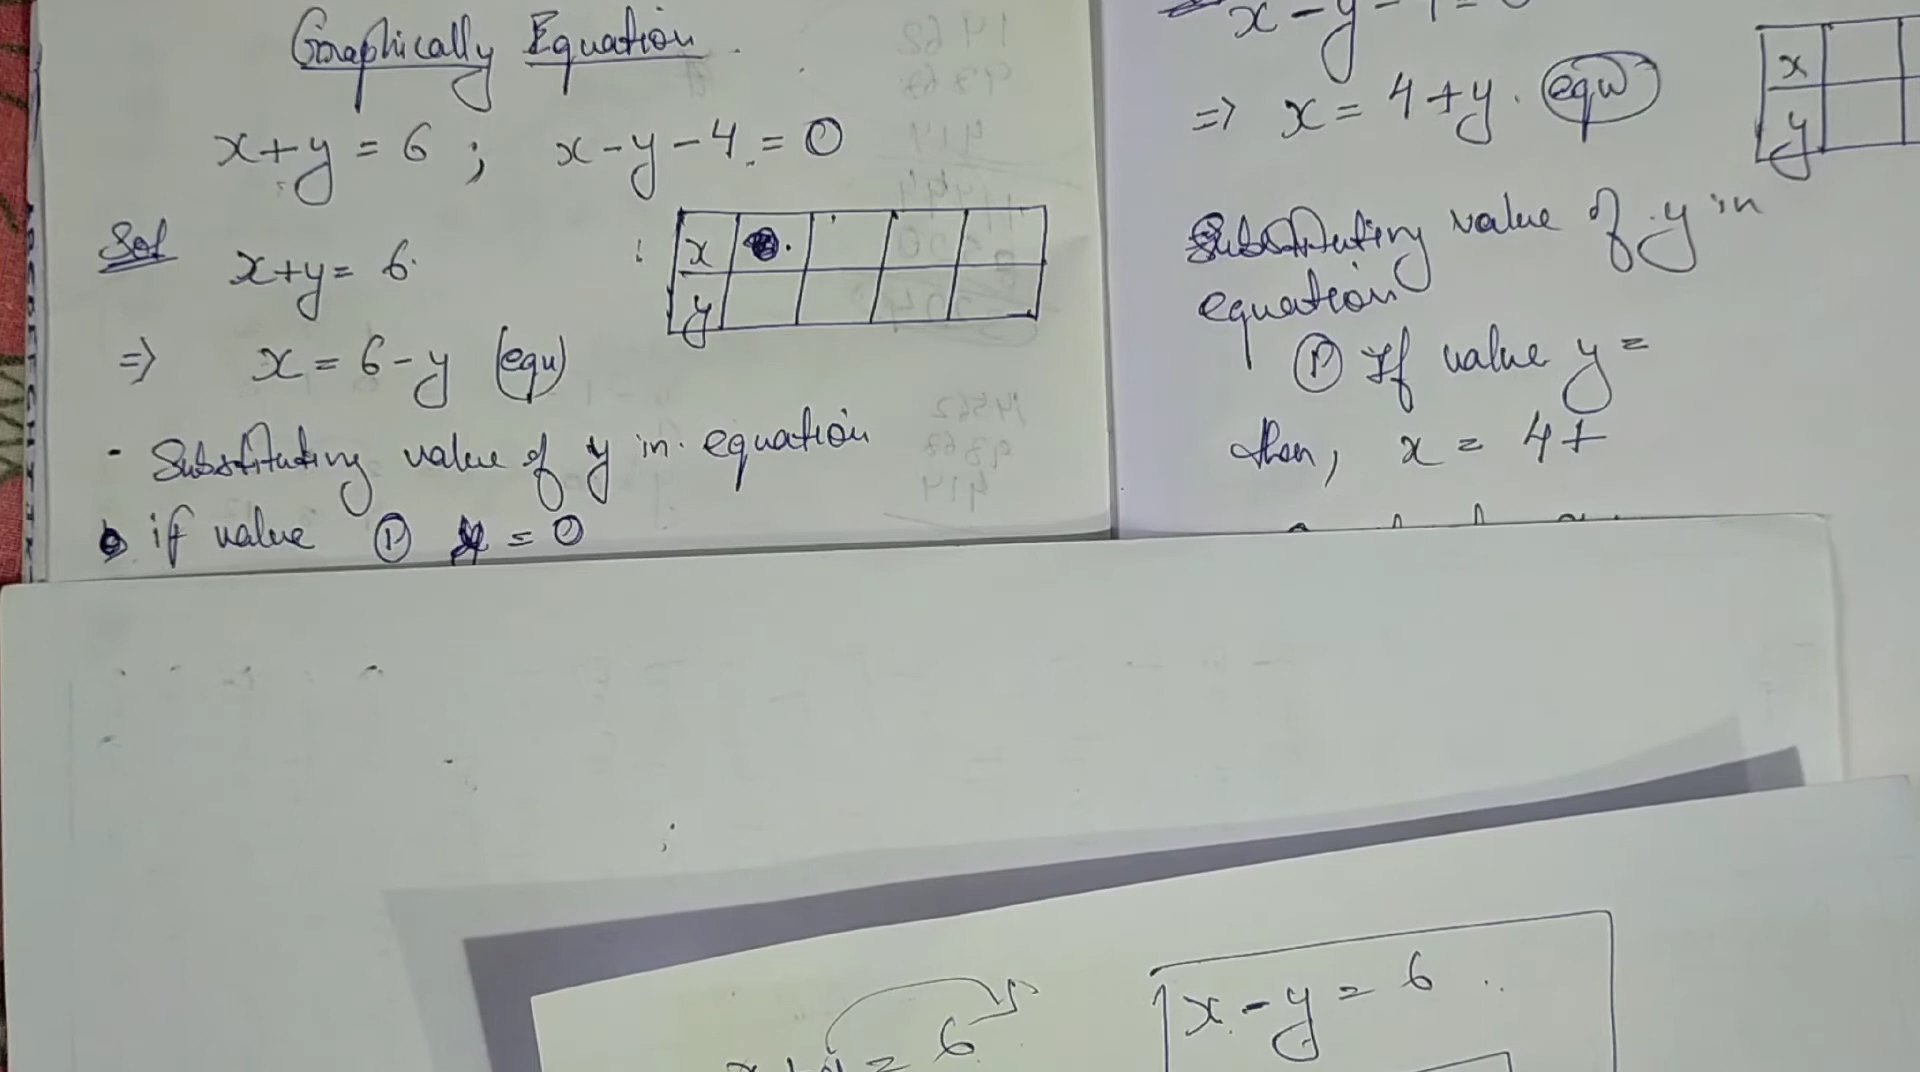 Graphically Equation.
x+y = 6 ; x-y-4 = 0
Sol x+y = 6
x
y
=> x = 6-y (equ)
- Substituting value of y in equation
if value ① y = 0
=> x = 4+y. equ
x
y
Substituting value of y in
equation
① If value y =
then, x = 4+
= 6
x-y = 6